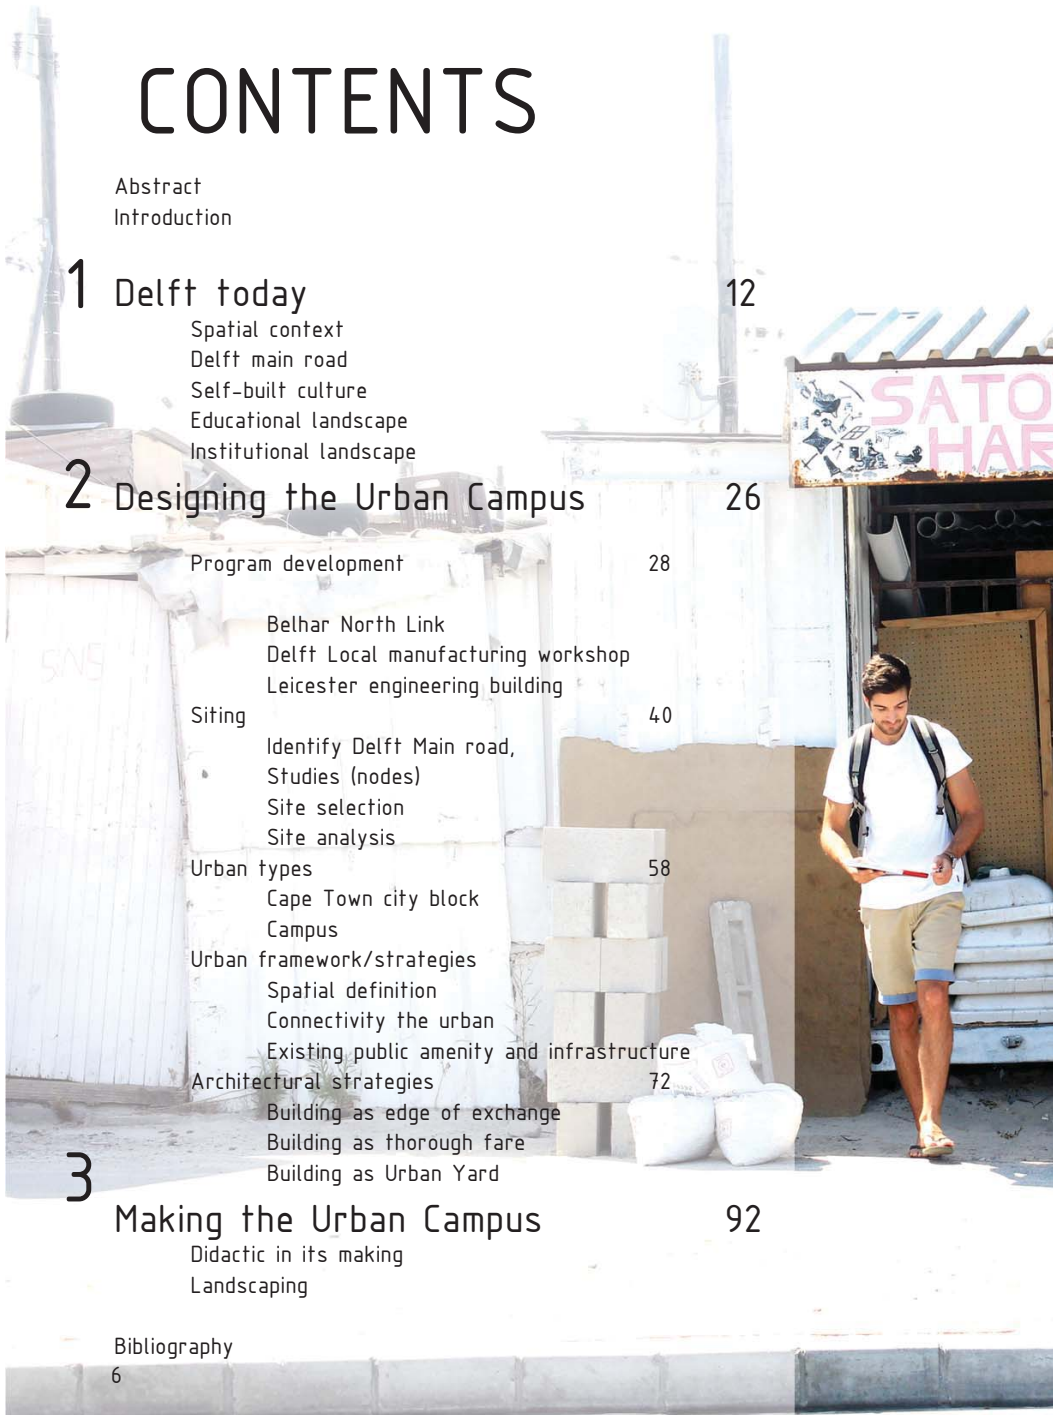 CONTENTS
Abstract
Introduction
1 Delft today 12
Spatial context
Delft main road
Self-built culture
Educational landscape
Institutional landscape
2 Designing the Urban Campus 26
Program development 28
Belhar North Link
Delft Local manufacturing workshop
Leicester engineering building
Siting 40
Identify Delft Main road,
Studies (nodes)
Site selection
Site analysis
Urban types 58
Cape Town city block
Campus
Urban framework/strategies
Spatial definition
Connectivity the urban
Existing public amenity and infrastructure
Architectural strategies 72
Building as edge of exchange
Building as thorough fare
Building as Urban Yard
3
Making the Urban Campus 92
Didactic in its making
Landscaping
Bibliography
6
SATO
HAR